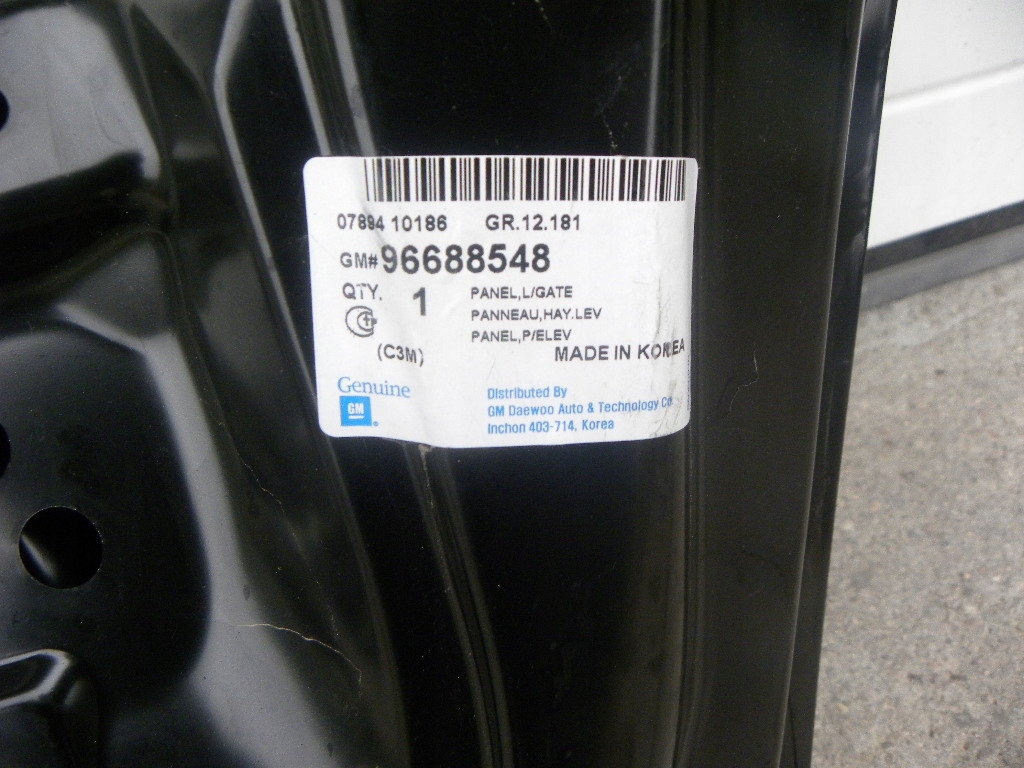 07894 10186 GR.12.181
GM# 96688548
QTY. 1 PANEL,L/GATE
PANNEAU,HAY.LEV
PANEL,P/ELEV
(C3M) MADE IN KOREA
Genuine
GM
Distributed By
GM Daewoo Auto & Technology Co.
Inchon 403-714, Korea